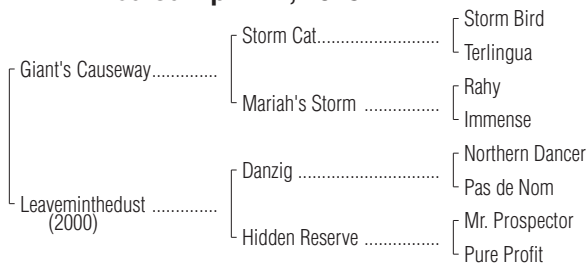 Giant's Causeway..............
Storm Cat..........................
Storm Bird
Terlingua
Mariah's Storm ................
Rahy
Immense
Leaveminthedust ..............
(2000)
Danzig ..............................
Northern Dancer
Pas de Nom
Hidden Reserve ................
Mr. Prospector
Pure Profit